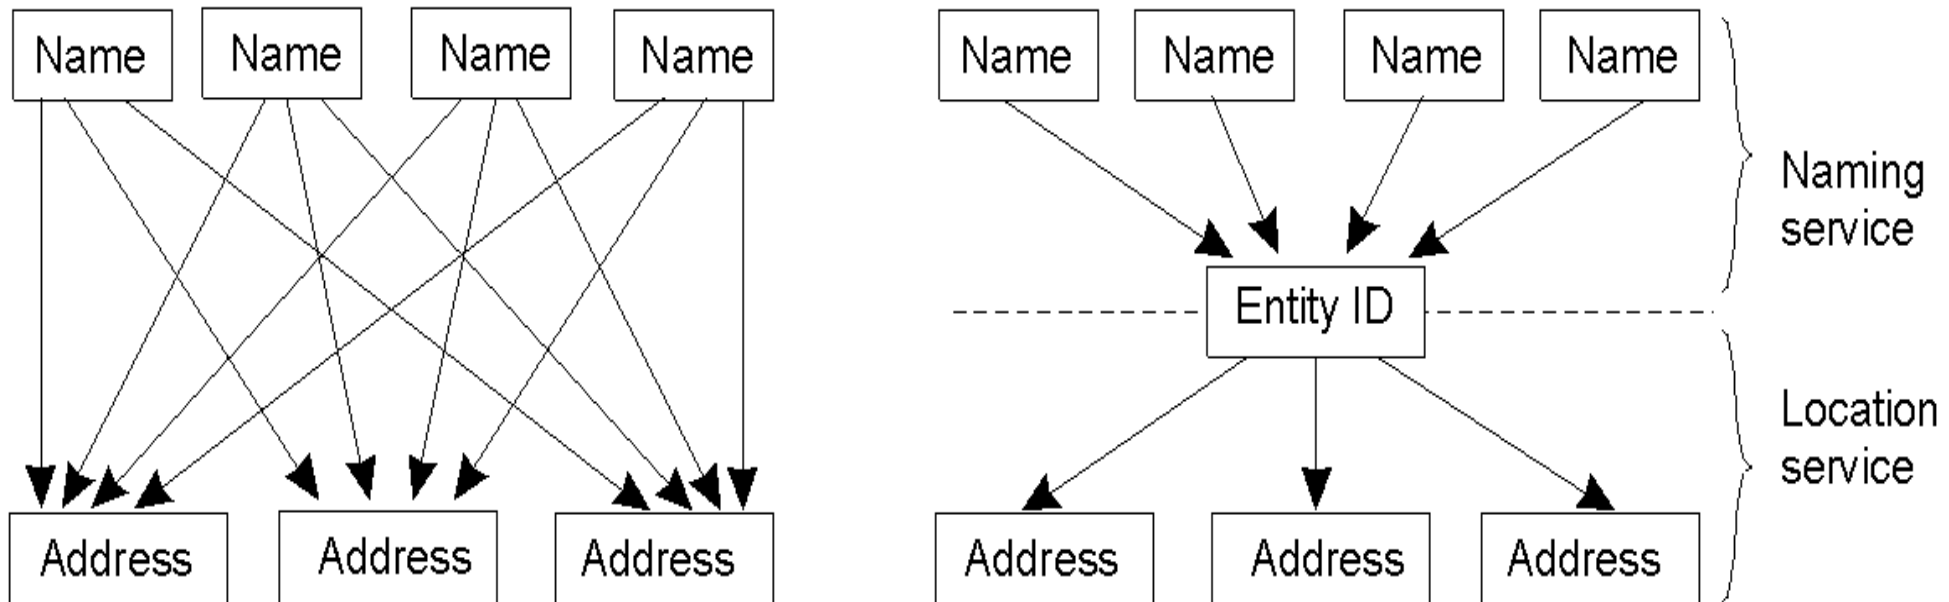 Name Name Name Name
Address Address Address
Name Name Name Name
Naming
service
Entity ID
Location
service
Address Address Address